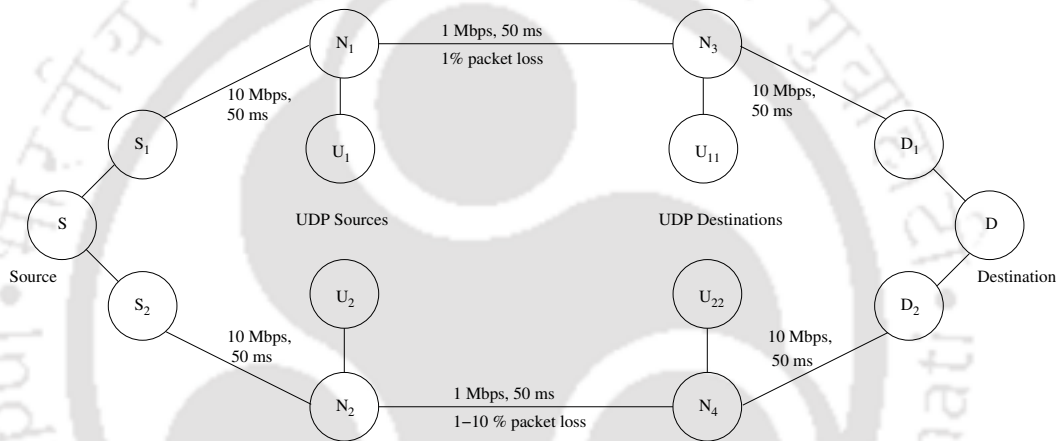 N1
1 Mbps, 50 ms
1% packet loss
N3
10 Mbps,
50 ms
10 Mbps,
50 ms
S1
U1
U11
D1
S
UDP Sources
UDP Destinations
D
Source
Destination
S2
U2
U22
D2
10 Mbps,
50 ms
10 Mbps,
50 ms
N2
1 Mbps, 50 ms
1−10 % packet loss
N4